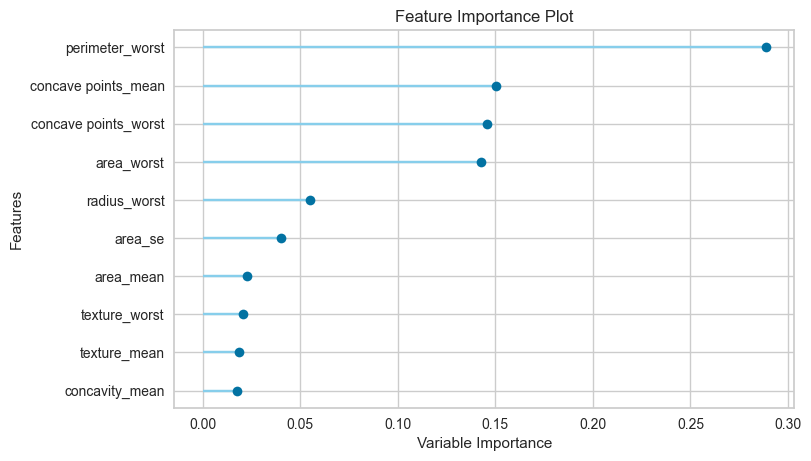 Feature Importance Plot
perimeter_worst
concave points_mean
concave points_worst
area_worst
radius_worst
area_se
area_mean
texture_worst
texture_mean
concavity_mean
Features
0.00 0.05 0.10 0.15 0.20 0.25 0.30
Variable Importance